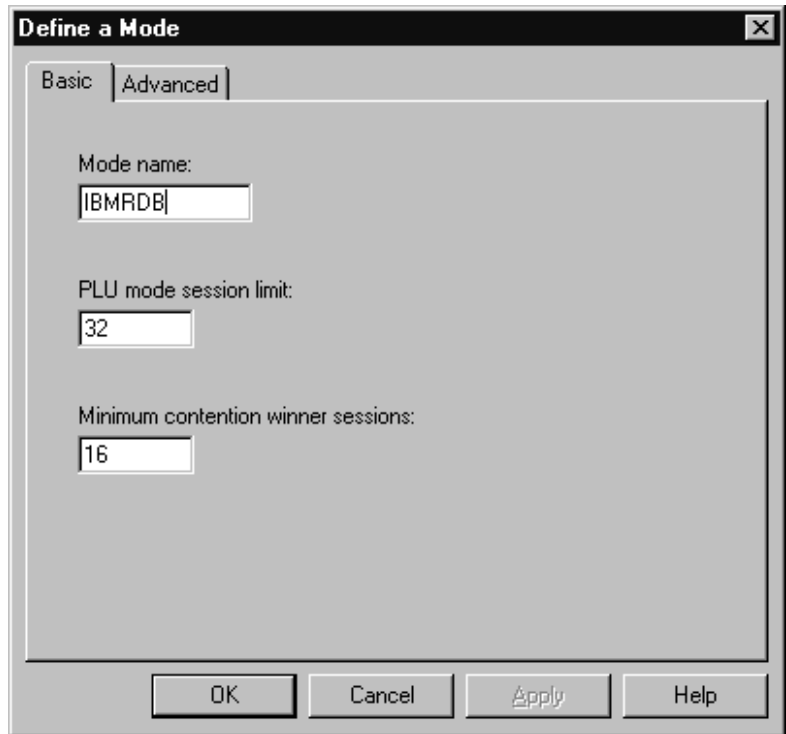 Define a Mode
Basic Advanced
Mode name:
IBMRDB
PLU mode session limit:
32
Minimum contention winner sessions:
16
OK Cancel Apply Help